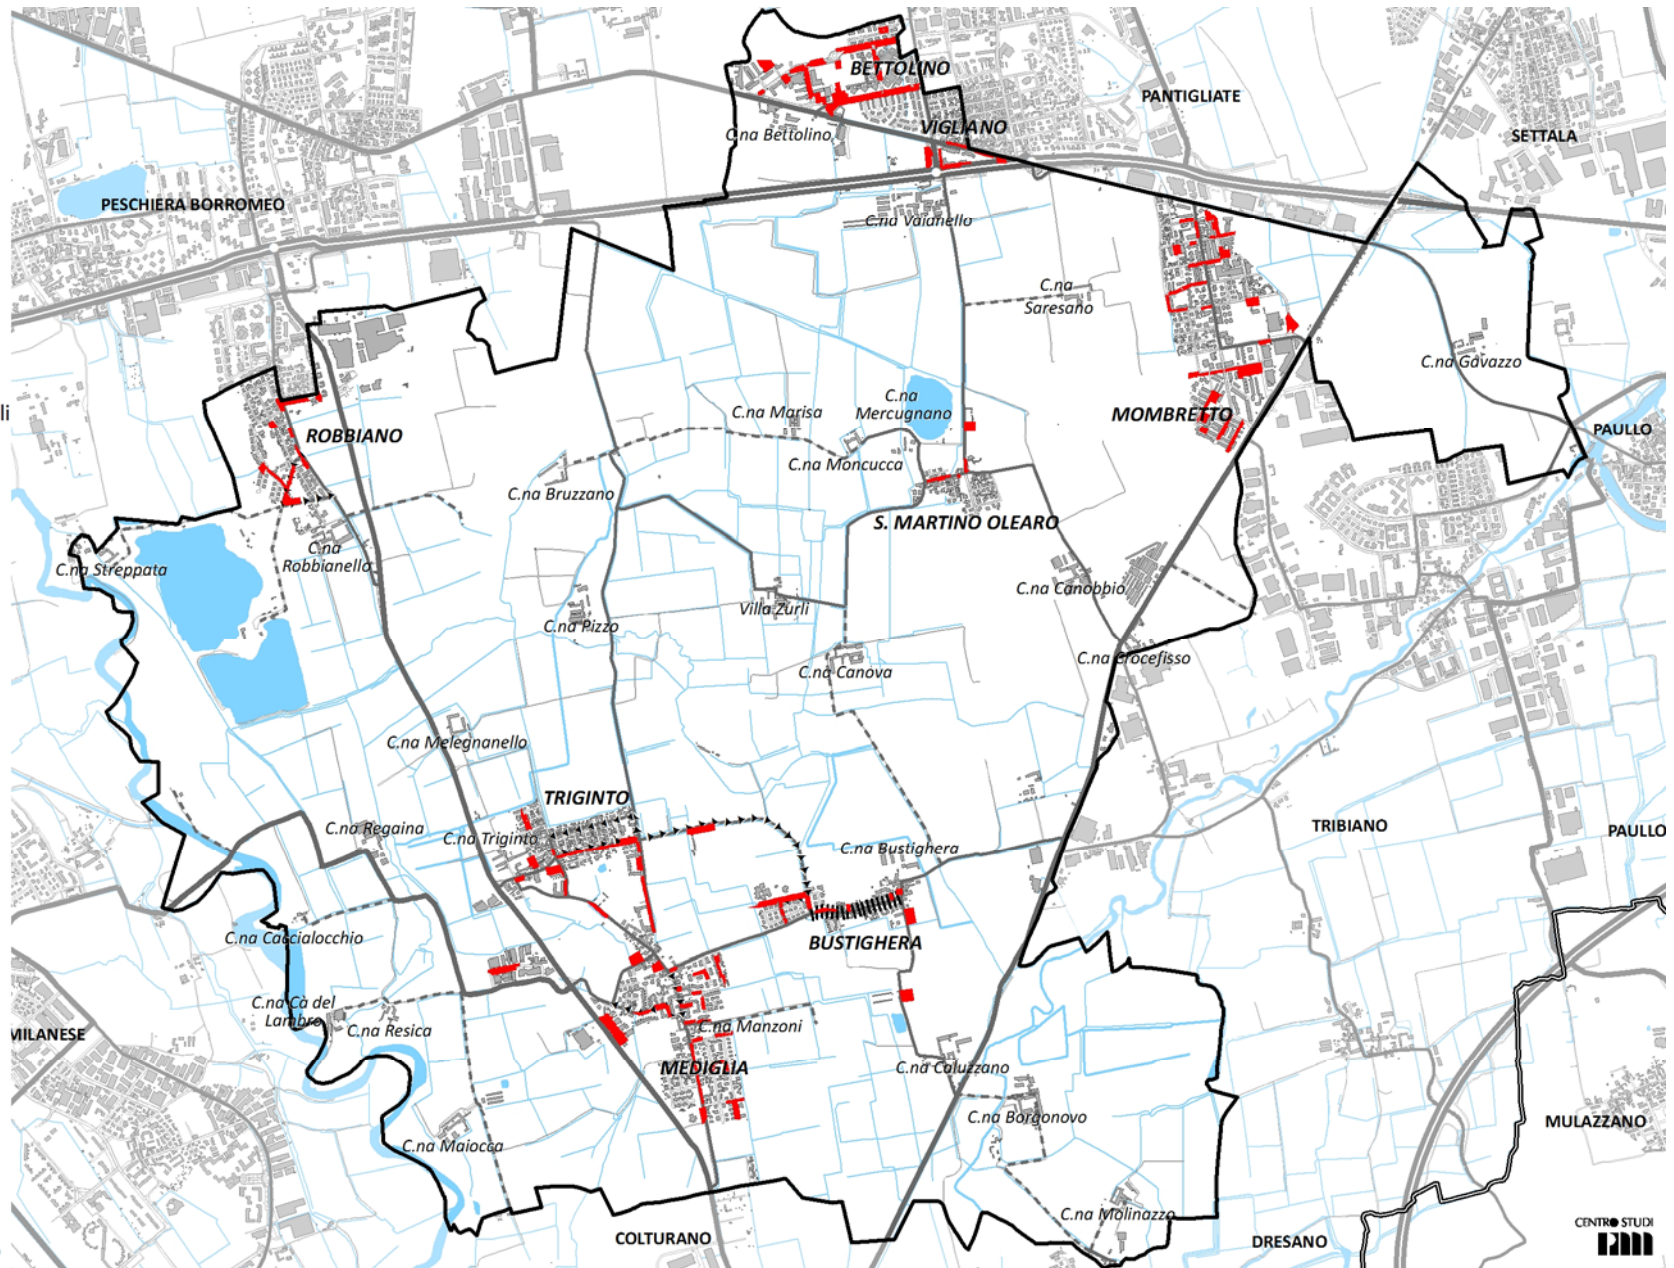 BETTOLINO
PANTIGLIATE
VIGLIANO
C.na Bettolino
SETTALA
PESCHIERA BORROMEO
C.na Vaianello
C.na
Saresano
C.na Gavazzo
li
C.na Marisa
C.na
Mercugnano
MOMBRETTO
PAULLO
ROBBIANO
C.na Moncucca
C.na Bruzzano
S. MARTINO OLEARO
C.na
Robbianella
C.na Streppata
C.na Canobbio
Villa Zurli
C.na Pizzo
C.na Crocefisso
C.na Canova
C.na Melegnanello
TRIGINTO
C.na Regaina
C.na Triginto
TRIBIANO
PAULLO
C.na Bustighera
C.na Caccialocchio
BUSTIGHERA
C.na Cà del
Lambro
C.na Resica
C.na Manzoni
MILANESE
MEDIGLIA
C.na Caluzzano
C.na Borgonovo
MULAZZANO
C.na Maiocca
C.na Molinazzo
COLTURANO
DRESANO
CENTRO STUDI
PIM